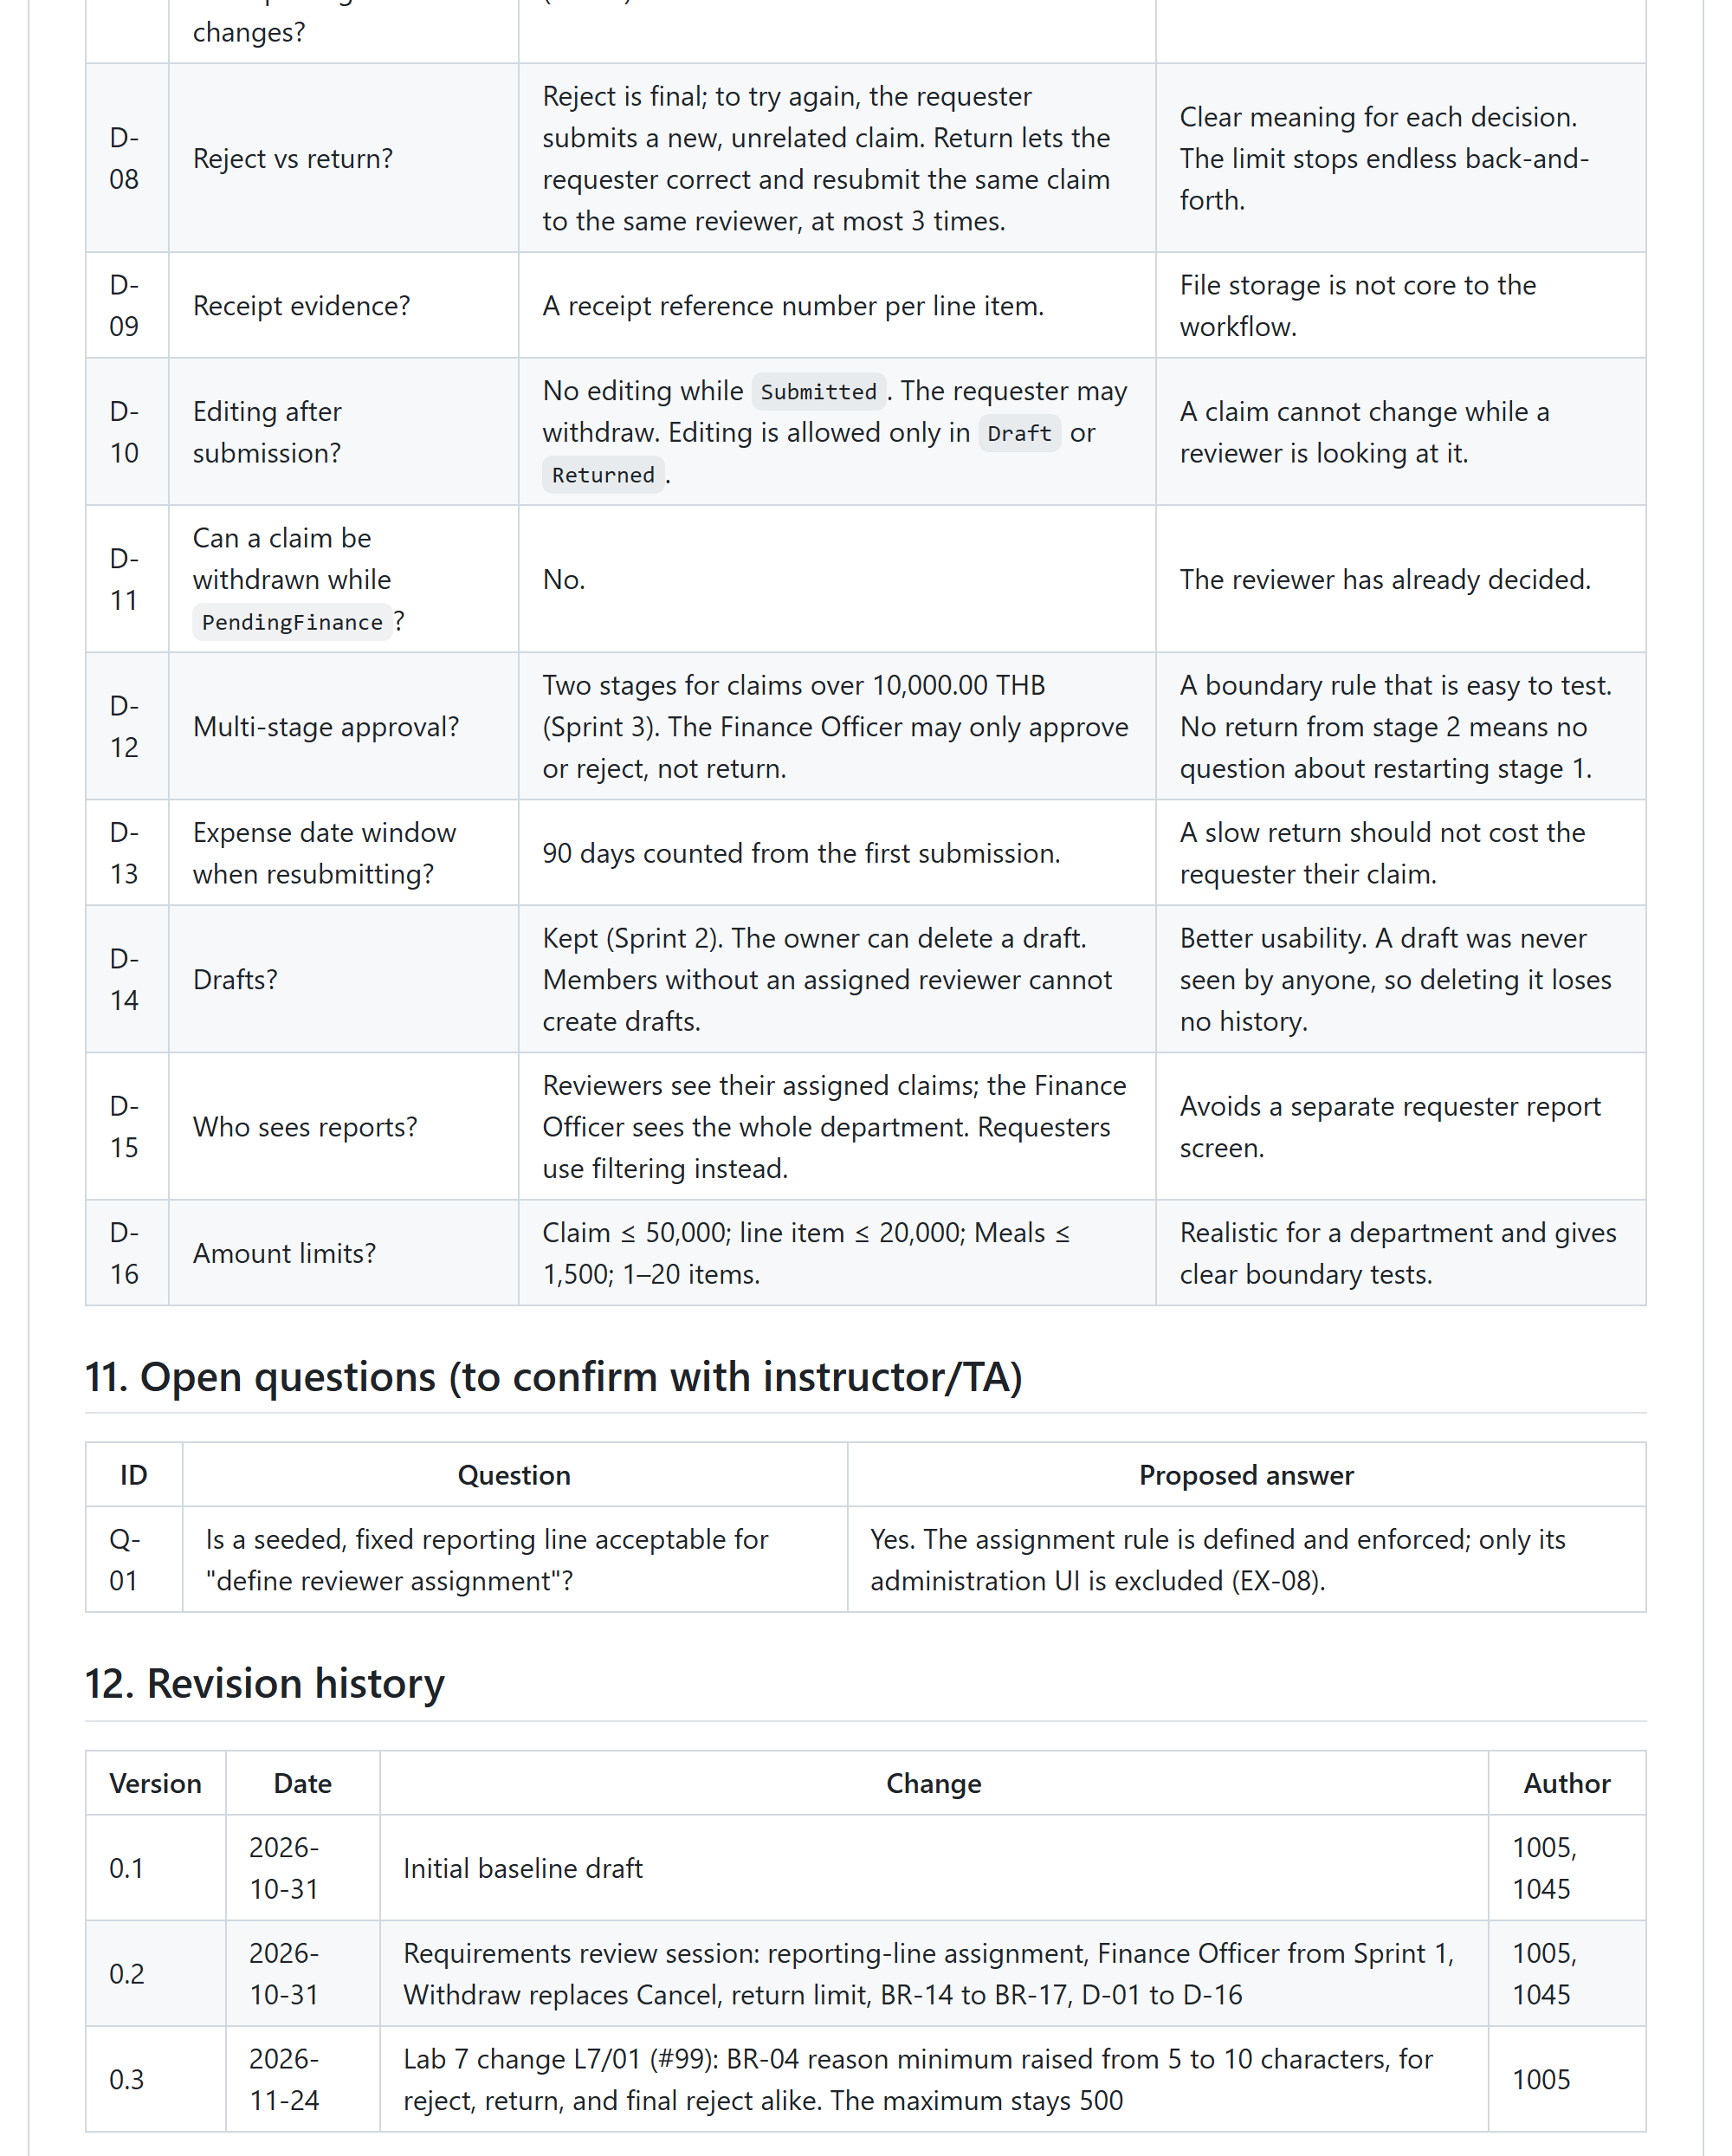 changes?
D-
08
Reject vs return?
Reject is final; to try again, the requester
submits a new, unrelated claim. Return lets the
requester correct and resubmit the same claim
to the same reviewer, at most 3 times.
Clear meaning for each decision.
The limit stops endless back-and-
forth.
D-
09
Receipt evidence?
A receipt reference number per line item.
File storage is not core to the
workflow.
D-
10
Editing after
submission?
No editing while Submitted. The requester may
withdraw. Editing is allowed only in Draft or
Returned.
A claim cannot change while a
reviewer is looking at it.
D-
11
Can a claim be
withdrawn while
PendingFinance?
No.
The reviewer has already decided.
D-
12
Multi-stage approval?
Two stages for claims over 10,000.00 THB
(Sprint 3). The Finance Officer may only approve
or reject, not return.
A boundary rule that is easy to test.
No return from stage 2 means no
question about restarting stage 1.
D-
13
Expense date window
when resubmitting?
90 days counted from the first submission.
A slow return should not cost the
requester their claim.
D-
14
Drafts?
Kept (Sprint 2). The owner can delete a draft.
Members without an assigned reviewer cannot
create drafts.
Better usability. A draft was never
seen by anyone, so deleting it loses
no history.
D-
15
Who sees reports?
Reviewers see their assigned claims; the Finance
Officer sees the whole department. Requesters
use filtering instead.
Avoids a separate requester report
screen.
D-
16
Amount limits?
Claim ≤ 50,000; line item ≤ 20,000; Meals ≤
1,500; 1–20 items.
Realistic for a department and gives
clear boundary tests.
11. Open questions (to confirm with instructor/TA)
ID
Question
Proposed answer
Q-
01
Is a seeded, fixed reporting line acceptable for
"define reviewer assignment"?
Yes. The assignment rule is defined and enforced; only its
administration UI is excluded (EX-08).
12. Revision history
Version
Date
Change
Author
0.1
2026-
10-31
Initial baseline draft
1005,
1045
0.2
2026-
10-31
Requirements review session: reporting-line assignment, Finance Officer from Sprint 1,
Withdraw replaces Cancel, return limit, BR-14 to BR-17, D-01 to D-16
1005,
1045
0.3
2026-
11-24
Lab 7 change L7/01 (#99): BR-04 reason minimum raised from 5 to 10 characters, for
reject, return, and final reject alike. The maximum stays 500
1005